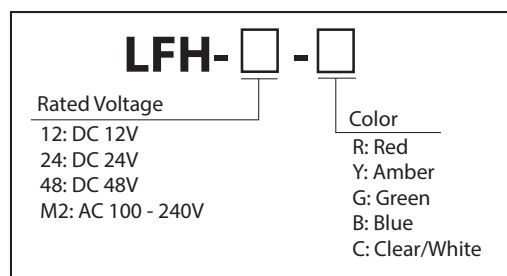 LFH- -
Rated Voltage
12: DC 12V
24: DC 24V
48: DC 48V
M2: AC 100 - 240V
Color
R: Red
Y: Amber
G: Green
B: Blue
C: Clear/White